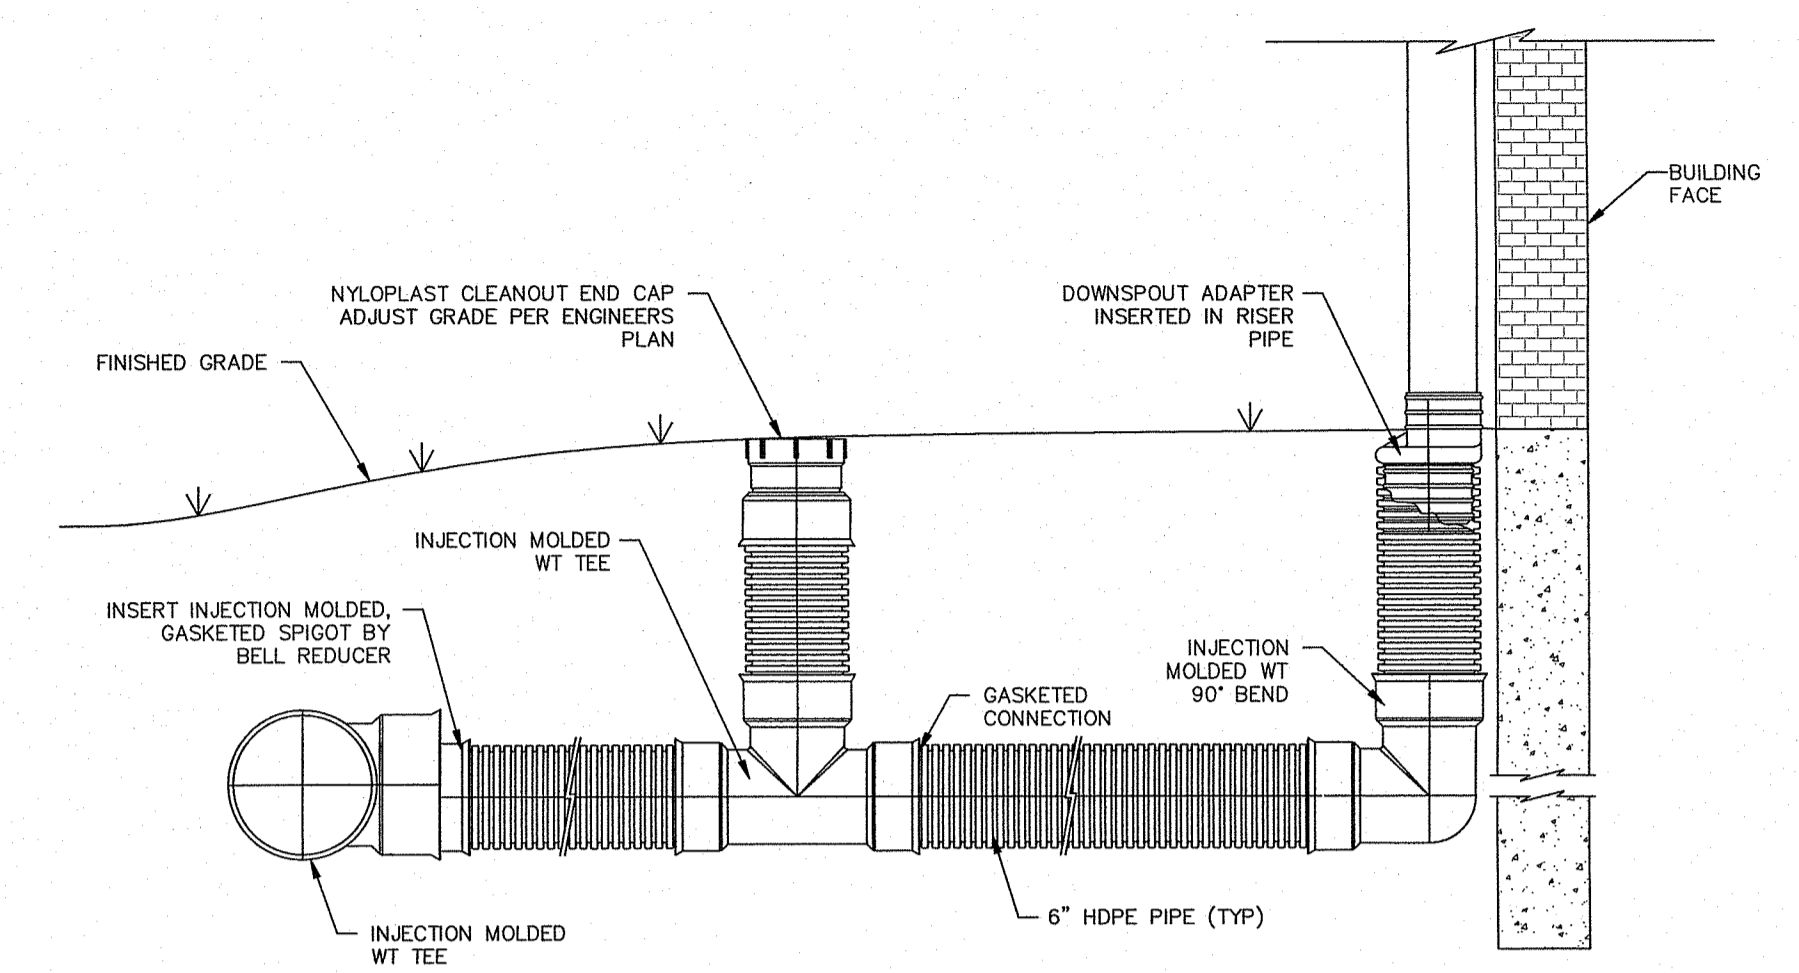 BUILDING
FACE
NYLOPLAST CLEANOUT END CAP
ADJUST GRADE PER ENGINEERS
PLAN
DOWNSPOUT ADAPTER
INSERTED IN RISER
PIPE
FINISHED GRADE
INJECTION MOLDED
WT TEE
INSERT INJECTION MOLDED,
GASKETED SPIGOT BY
BELL REDUCER
INJECTION
MOLDED WT
90° BEND
GASKETED
CONNECTION
6" HDPE PIPE (TYP)
INJECTION MOLDED
WT TEE